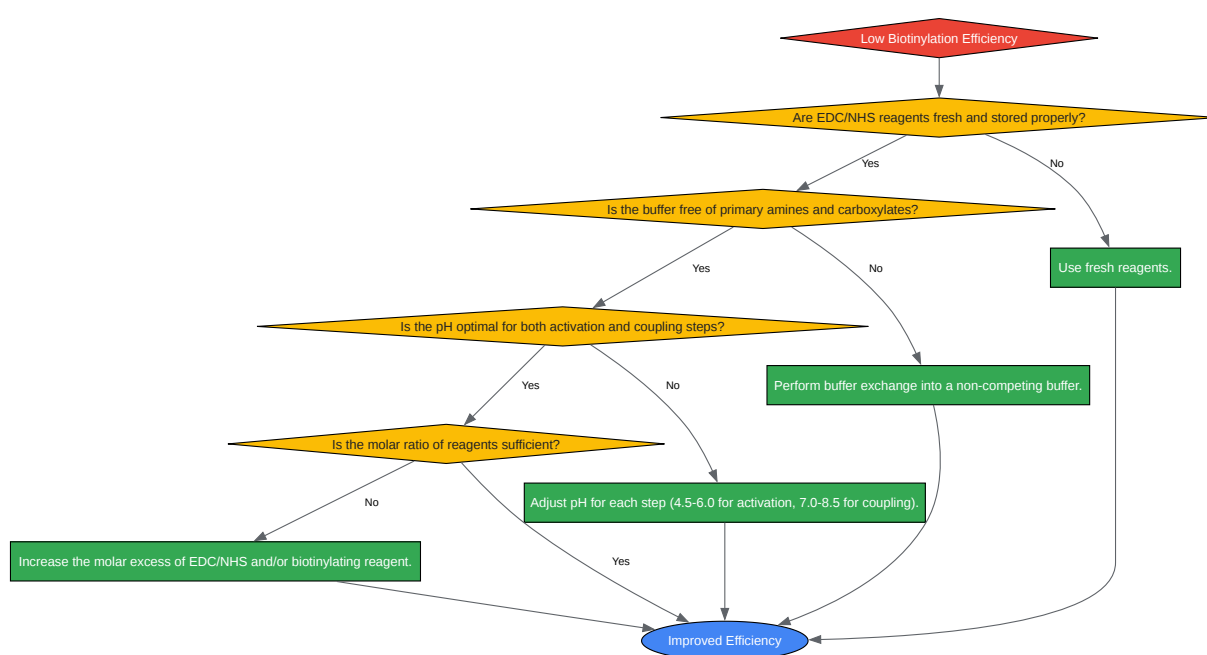 Low Biotinylation Efficiency
Are EDC/NHS reagents fresh and stored properly?
Yes
No
Is the buffer free of primary amines and carboxylates?
Use fresh reagents.
Yes
No
Is the pH optimal for both activation and coupling steps?
Perform buffer exchange into a non-competing buffer.
Yes
No
Is the molar ratio of reagents sufficient?
Adjust pH for each step (4.5-6.0 for activation, 7.0-8.5 for coupling).
No
Yes
Increase the molar excess of EDC/NHS and/or biotinylating reagent.
Improved Efficiency